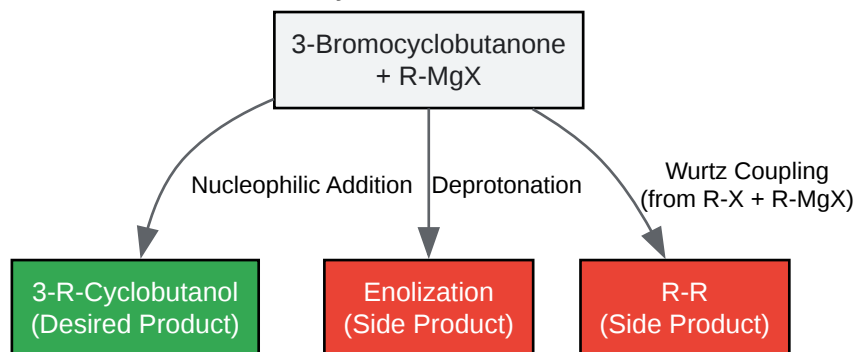 3-Bromocyclobutanone
+ R-MgX
Nucleophilic Addition
Deprotonation
Wurtz Coupling
(from R-X + R-MgX)
3-R-Cyclobutanol
(Desired Product)
Enolization
(Side Product)
R-R
(Side Product)